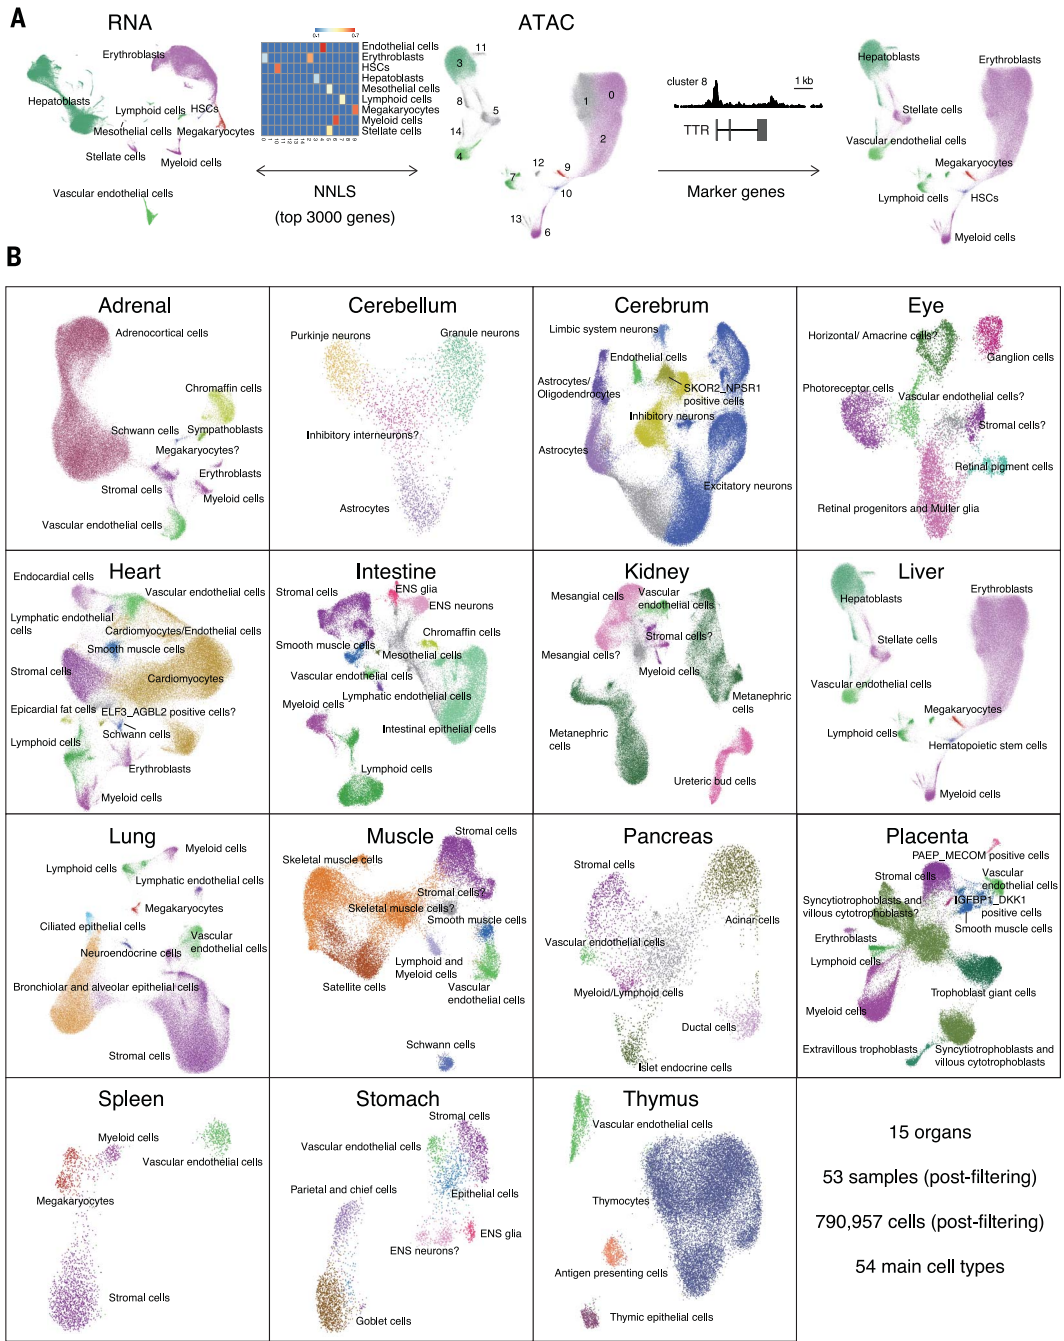 A
RNA
ATAC
Erythroblasts
Hepatoblasts
Lymphoid cells
HSCs
Mesothelial cells
Megakaryocytes
Stellate cells
Myeloid cells
Vascular endothelial cells
0.1
0.7
Endothelial cells
Erythroblasts
HSCs
Hepatoblasts
Mesothelial cells
Lymphoid cells
Megakaryocytes
Myeloid cells
Stellate cells
NNLS
(top 3000 genes)
11
3
8
5
14
4
1
0
2
12
9
7
10
13
6
cluster 8
1 kb
TTR
Marker genes
Hepatoblasts
Erythroblasts
Stellate cells
Vascular endothelial cells
Megakaryocytes
Lymphoid cells
HSCs
Myeloid cells
B
Adrenal
Adrenocortical cells
Chromaffin cells
Schwann cells
Sympathoblasts
Megakaryocytes?
Erythroblasts
Stromal cells
Myeloid cells
Vascular endothelial cells
Cerebellum
Purkinje neurons
Granule neurons
Inhibitory interneurons?
Astrocytes
Cerebrum
Limbic system neurons
Endothelial cells
Astrocytes/
Oligodendrocytes
SKOR2_NPSR1
positive cells
Inhibitory neurons
Astrocytes
Excitatory neurons
Eye
Horizontal/ Amacrine cells?
Ganglion cells
Photoreceptor cells
Vascular endothelial cells?
Stromal cells?
Retinal pigment cells
Retinal progenitors and Muller glia
Heart
Endocardial cells
Vascular endothelial cells
Lymphatic endothelial
cells
Cardiomyocytes/Endothelial cells
Smooth muscle cells
Stromal cells
Cardiomyocytes
Epicardial fat cells
ELF3_AGBL2 positive cells?
Schwann cells
Lymphoid cells
Erythroblasts
Myeloid cells
Intestine
Stromal cells
ENS glia
ENS neurons
Chromaffin cells
Smooth muscle cells
Mesothelial cells
Vascular endothelial cells
Lymphatic endothelial cells
Myeloid cells
Intestinal epithelial cells
Lymphoid cells
Kidney
Mesangial cells
Vascular
endothelial cells
Stromal cells?
Mesangial cells?
Myeloid cells
Metanephric
cells
Metanephric
cells
Ureteric bud cells
Liver
Hepatoblasts
Erythroblasts
Stellate cells
Vascular endothelial cells
Megakaryocytes
Lymphoid cells
Hematopoietic stem cells
Myeloid cells
Lung
Myeloid cells
Lymphoid cells
Lymphatic endothelial cells
Megakaryocytes
Ciliated epithelial cells
Vascular
endothelial cells
Neuroendocrine cells
Bronchiolar and alveolar epithelial cells
Stromal cells
Muscle
Stromal cells
Skeletal muscle cells
Stromal cells?
Skeletal muscle cells?
Smooth muscle cells
Lymphoid and
Myeloid cells
Satellite cells
Vascular
endothelial cells
Schwann cells
Pancreas
Stromal cells
Acinar cells
Vascular endothelial cells
Myeloid/Lymphoid cells
Ductal cells
Islet endocrine cells
Placenta
PAEP_MECOM positive cells
Stromal cells
Vascular
endothelial cells
Syncytiotrophoblasts and
villous cytotrophoblasts?
IGFBP1_DKK1
positive cells
Smooth muscle cells
Erythroblasts
Lymphoid cells
Trophoblast giant cells
Myeloid cells
Extravillous trophoblasts
Syncytiotrophoblasts and
villous cytotrophoblasts
Spleen
Myeloid cells
Vascular endothelial cells
Megakaryocytes
Stromal cells
Stomach
Stromal cells
Vascular endothelial cells
Parietal and chief cells
Epithelial cells
ENS glia
ENS neurons?
Goblet cells
Thymus
Vascular endothelial cells
Thymocytes
Antigen presenting cells
Thymic epithelial cells
15 organs
53 samples (post-filtering)
790,957 cells (post-filtering)
54 main cell types